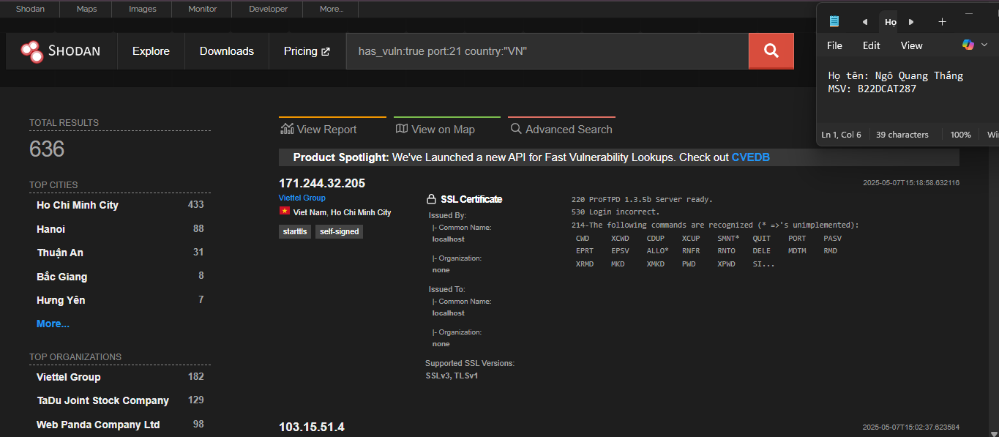 Shodan Maps Images Monitor Developer More...
SHODAN Explore Downloads Pricing has_vuln:true port:21 country:"VN"
Họ
File Edit View
Họ tên: Ngô Quang Thắng
MSV: B22DCAT287
Ln 1, Col 6 39 characters 100% Wi
TOTAL RESULTS
636
TOP CITIES
Ho Chi Minh City 433
Hanoi 88
Thuận An 31
Bắc Giang 8
Hưng Yên 7
More...
TOP ORGANIZATIONS
Viettel Group 182
TaDu Joint Stock Company 129
Web Panda Company Ltd 98
View Report View on Map Advanced Search
Product Spotlight: We've Launched a new API for Fast Vulnerability Lookups. Check out CVEDB
171.244.32.205
2025-05-07T15:18:58.632116
Viettel Group
Viet Nam, Ho Chi Minh City
starttls self-signed
SSL Certificate
Issued By:
|- Common Name:
localhost
|- Organization:
none
Issued To:
|- Common Name:
localhost
|- Organization:
none
Supported SSL Versions:
SSLv3, TLSv1
220 ProFTPD 1.3.5b Server ready.
530 Login incorrect.
214-The following commands are recognized (* =>'s unimplemented):
CWD XCWD CDUP XCUP SMNT* QUIT PORT PASV
EPRT EPSV ALLO* RNFR RNTO DELE MDTM RMD
XRMD MKD XMKD PWD XPWD SI...
103.15.51.4
2025-05-07T15:02:37.623584